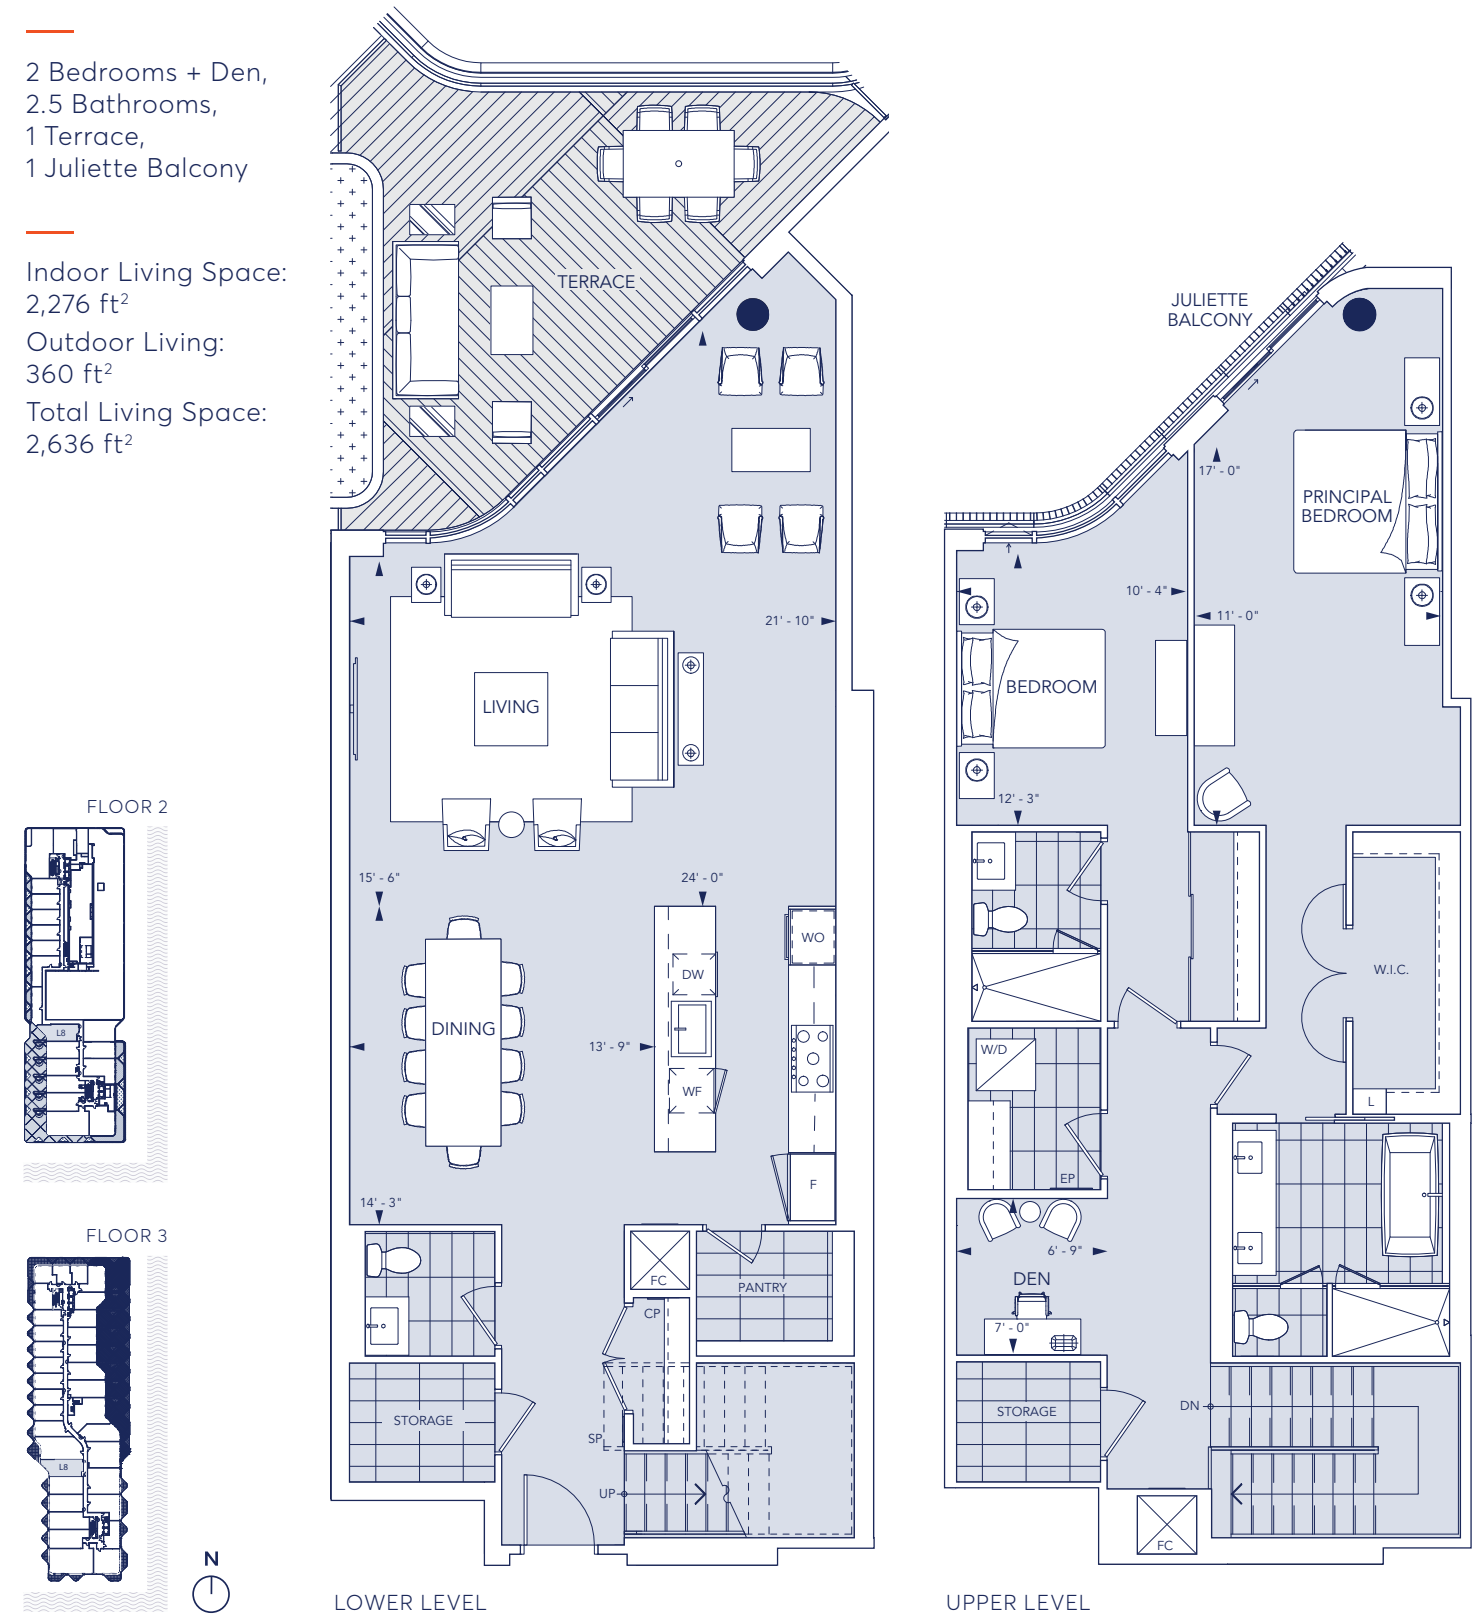 2 Bedrooms + Den,
2.5 Bathrooms,
1 Terrace,
1 Juliette Balcony
Indoor Living Space:
2,276 ft²
Outdoor Living:
360 ft²
Total Living Space:
2,636 ft²
FLOOR 2
L8
FLOOR 3
L8
N
TERRACE
21' - 10"
LIVING
15' - 6"
24' - 0"
WO
DW
DINING
13' - 9"
WF
F
14' - 3"
FC
PANTRY
CP
STORAGE
SP
UP
LOWER LEVEL
JULIETTE
BALCONY
17' - 0"
PRINCIPAL
BEDROOM
10' - 4"
11' - 0"
BEDROOM
12' - 3"
W.I.C.
W/D
L
EP
6' - 9"
DEN
7' - 0"
STORAGE
DN
FC
UPPER LEVEL